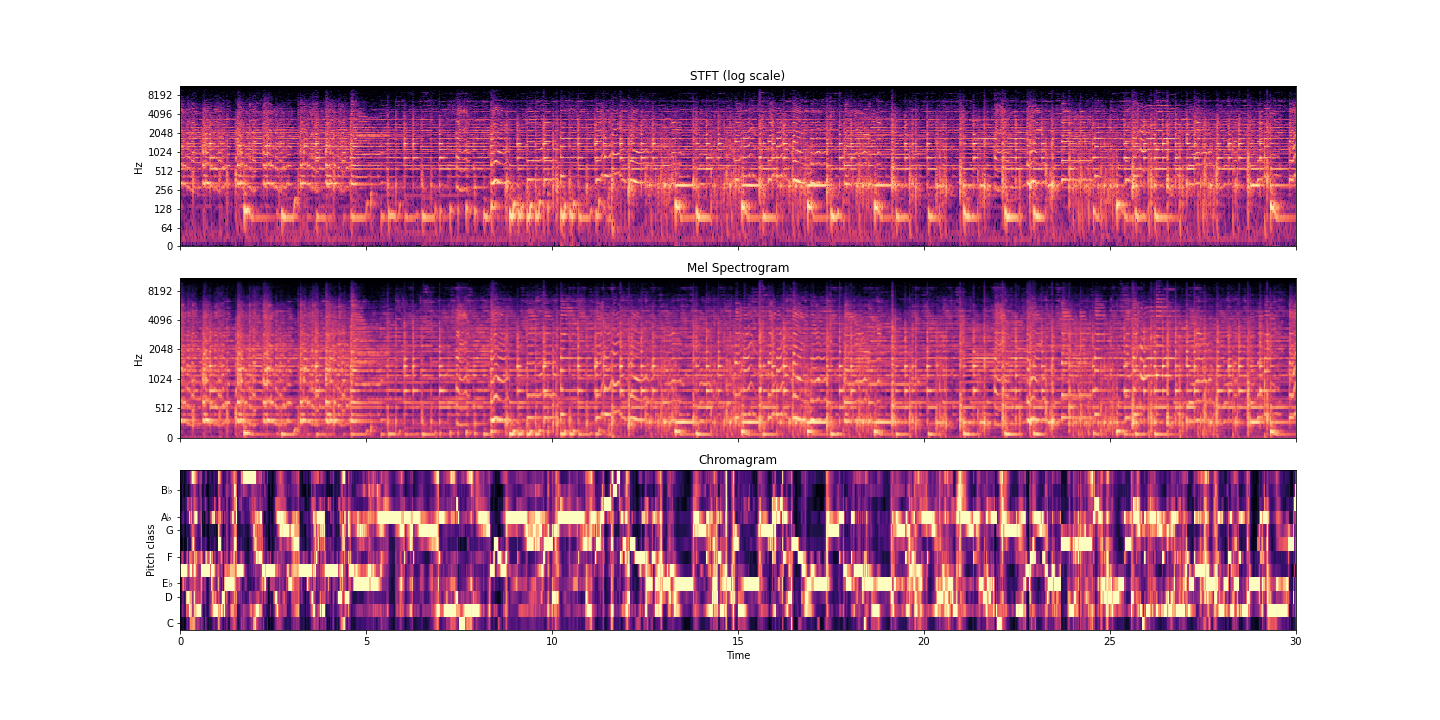 STFT (log scale)
8192
4096
2048
1024
512
256
128
64
0
Hz
Mel Spectrogram
8192
4096
2048
1024
512
0
Hz
Chromagram
B♭
A♭
G
F
E♭
D
C
Pitch class
0 5 10 15 20 25 30
Time